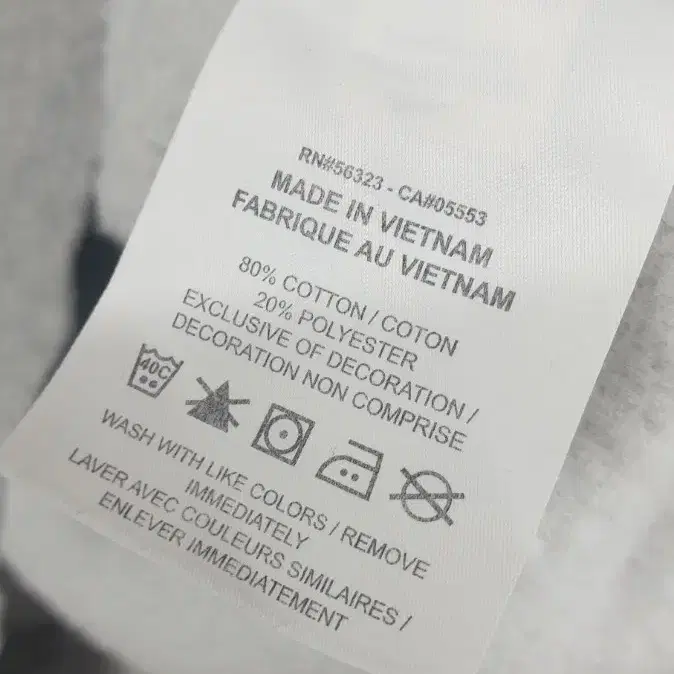 RN#56323 - CA#05553
MADE IN VIETNAM
FABRIQUE AU VIETNAM
80% COTTON / COTON
20% POLYESTER
EXCLUSIVE OF DECORATION /
DECORATION NON COMPRISE
40C
WASH WITH LIKE COLORS / REMOVE
IMMEDIATELY
LAVER AVEC COULEURS SIMILAIRES /
ENLEVER IMMEDIATEMENT